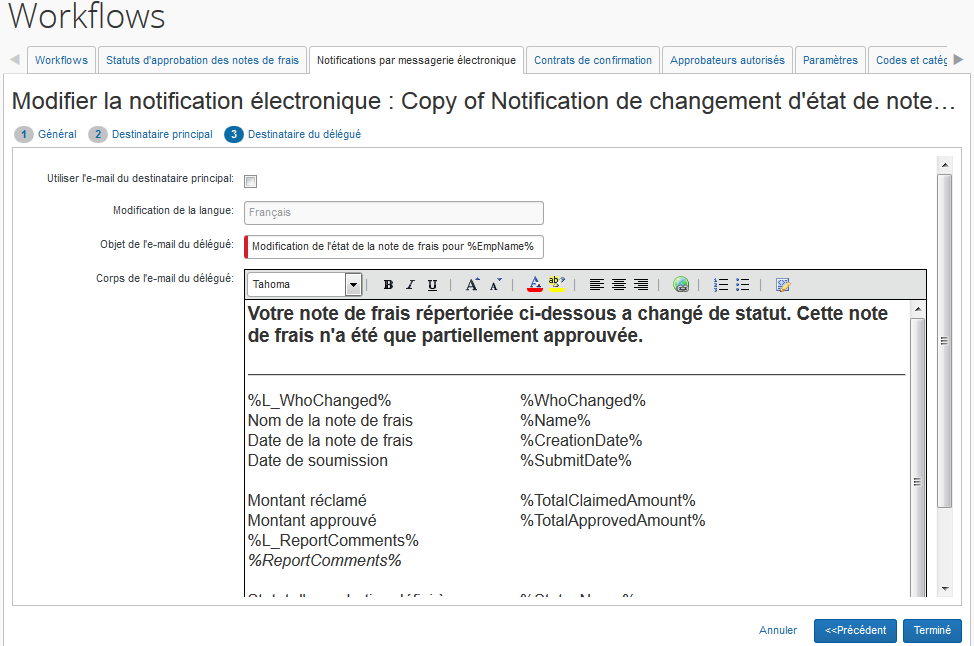 Workflows
Workflows Statuts d'approbation des notes de frais Notifications par messagerie électronique Contrats de confirmation Approbateurs autorisés Paramètres Codes et catég
Modifier la notification électronique : Copy of Notification de changement d'état de note…
1 Général 2 Destinataire principal 3 Destinataire du délégué
Utiliser l'e-mail du destinataire principal:
Modification de la langue: Français
Objet de l'e-mail du délégué: Modification de l'état de la note de frais pour %EmpName%
Corps de l'e-mail du délégué: Tahoma B I U A A A ab?
Votre note de frais répertoriée ci-dessous a changé de statut. Cette note
de frais n'a été que partiellement approuvée.
%L_WhoChanged% %WhoChanged%
Nom de la note de frais %Name%
Date de la note de frais %CreationDate%
Date de soumission %SubmitDate%
Montant réclamé %TotalClaimedAmount%
Montant approuvé %TotalApprovedAmount%
%L_ReportComments%
%ReportComments%
Annuler <<Précédent Terminé